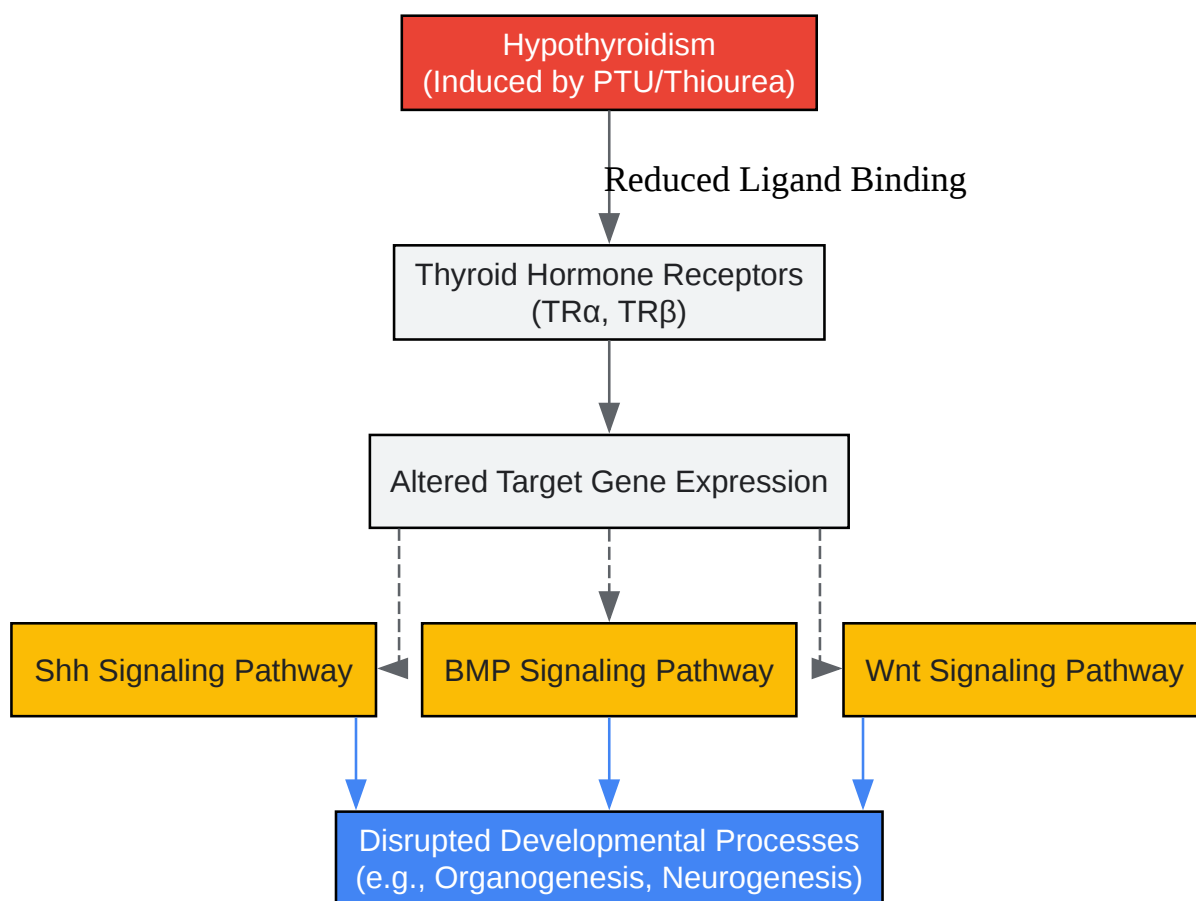 Hypothyroidism
(Induced by PTU/Thiourea)
Reduced Ligand Binding
Thyroid Hormone Receptors
(TRα, TRβ)
Altered Target Gene Expression
Shh Signaling Pathway
BMP Signaling Pathway
Wnt Signaling Pathway
Disrupted Developmental Processes
(e.g., Organogenesis, Neurogenesis)